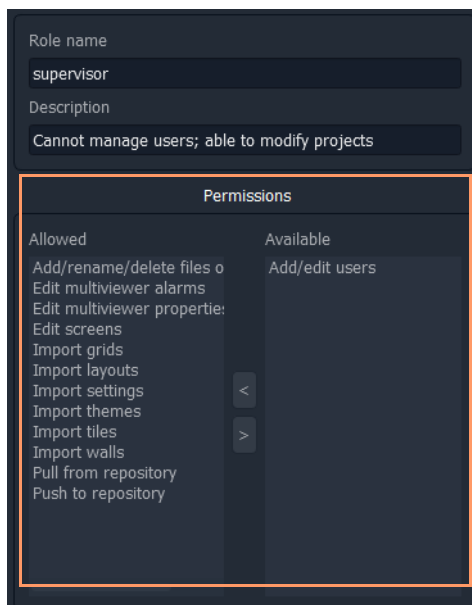 Role name
supervisor
Description
Cannot manage users; able to modify projects
Permissions
Allowed
Available
Add/rename/delete files o
Add/edit users
Edit multiviewer alarms
Edit multiviewer properties
Edit screens
Import grids
Import layouts
Import settings
<
Import themes
Import tiles
>
Import walls
Pull from repository
Push to repository